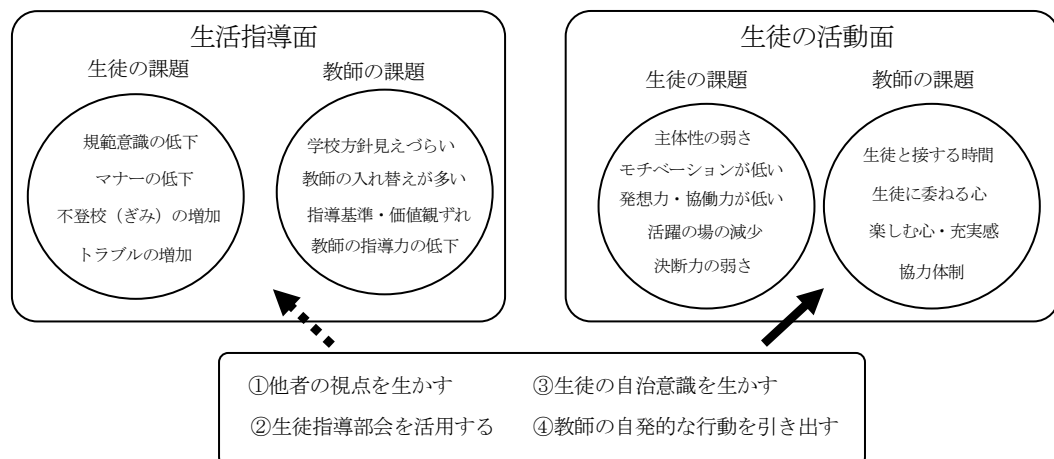 生活指導面
生徒の課題
規範意識の低下
マナーの低下
不登校（ぎみ）の増加
トラブルの増加
教師の課題
学校方針見えづらい
教師の入れ替えが多い
指導基準・価値観ずれ
教師の指導力の低下
生徒の活動面
生徒の課題
主体性の弱さ
モチベーションが低い
発想力・協働力が低い
活躍の場の減少
決断力の弱さ
教師の課題
生徒と接する時間
生徒に委ねる心
楽しむ心・充実感
協力体制
①他者の視点を生かす
②生徒指導部会を活用する
③生徒の自治意識を生かす
④教師の自発的な行動を引き出す